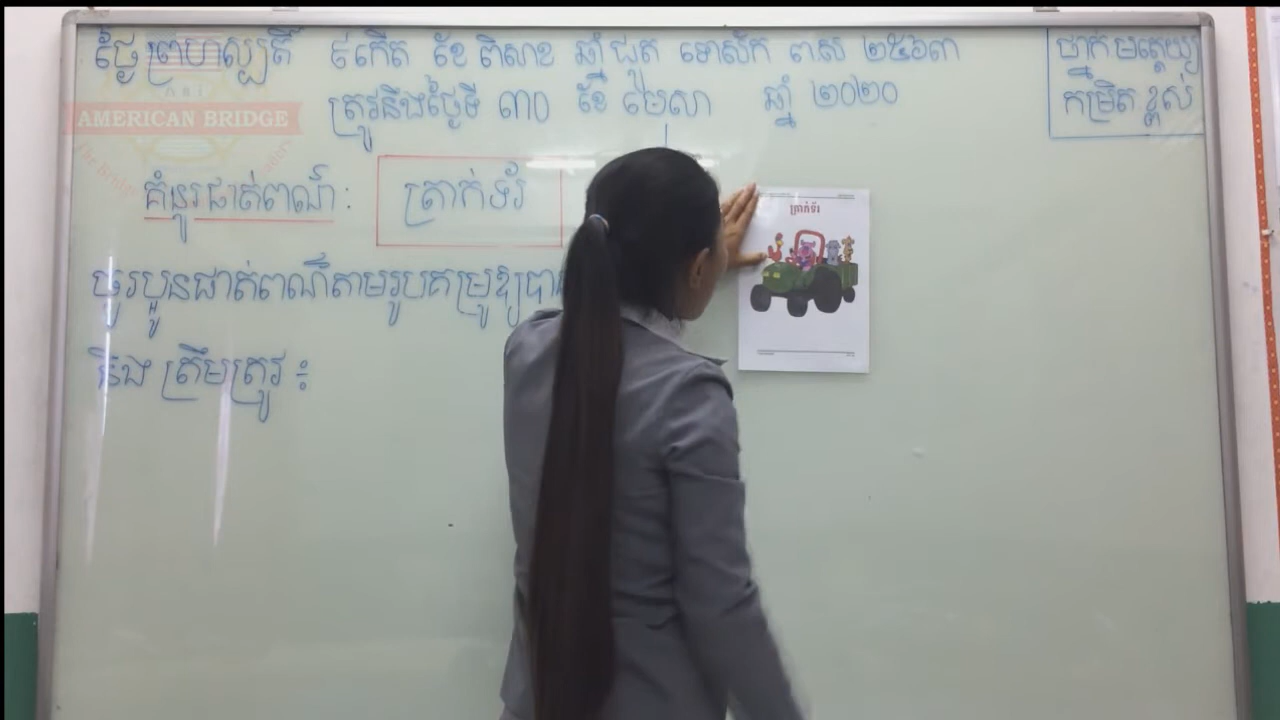 ថ្ងៃ ព្រហស្បតិ៍ ៩កើត ខែ ពិសាខ ឆ្នាំ ជូត ទោស័ក ព.ស ២៥៦៣
ត្រូវនឹងថ្ងៃទី ៣០ ខែ មេសា ឆ្នាំ ២០២០
ថ្នាក់ មត្តេយ្យ
កម្រិត ខ្ពស់
AMERICAN BRIDGE
គំនូរផាត់ពណ៌ : ត្រាក់ទ័រ
ត្រាក់ទ័រ
ចូរប្អូនផាត់ពណ៌តាមរូបគម្រូឱ្យបាន
និង ត្រឹមត្រូវ ៖